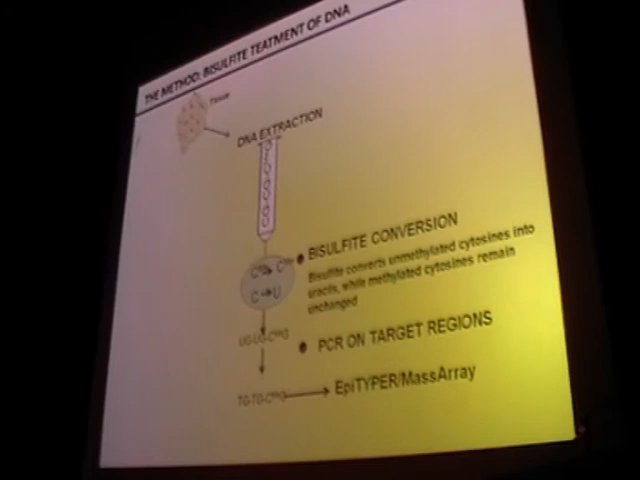 THE METHOD: BISULFITE TEATMENT OF DNA
Tissue
DNA EXTRACTION
BISULFITE CONVERSION
Bisulfite converts unmethylated cytosines into
uracils, while methylated cytosines remain
unchanged
C → U
PCR ON TARGET REGIONS
EpiTYPER/MassArray